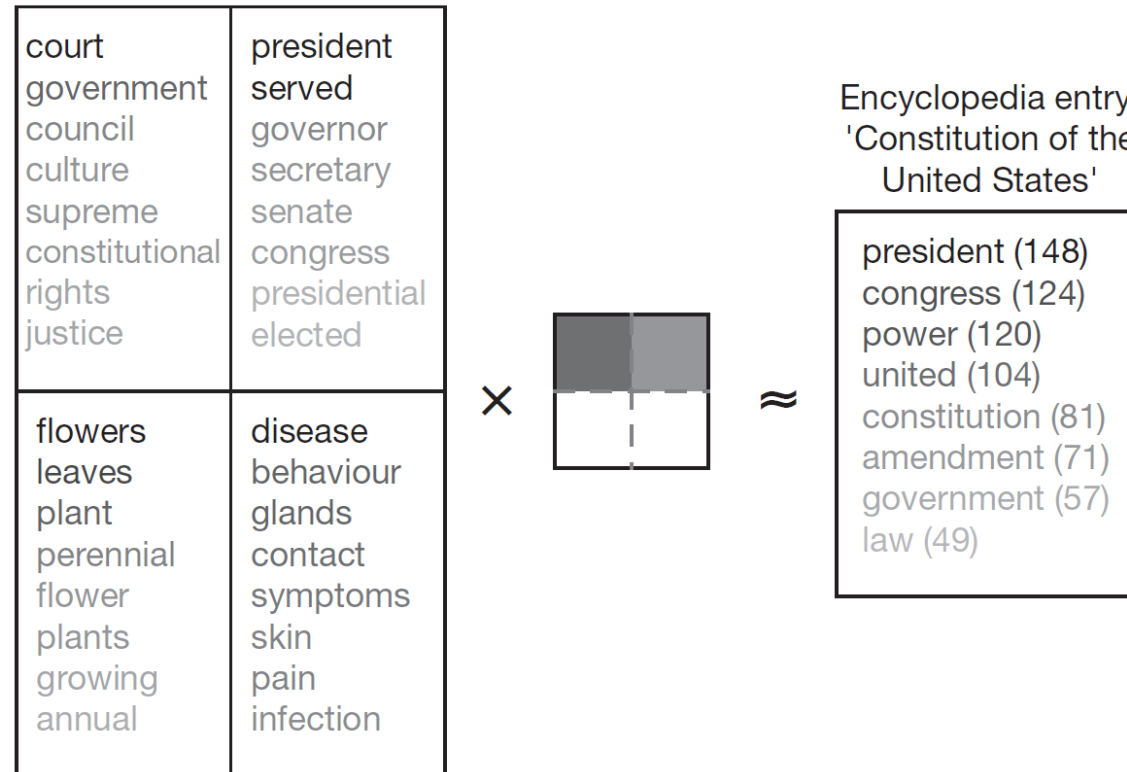 court
government
council
culture
supreme
constitutional
rights
justice
president
served
governor
secretary
senate
congress
presidential
elected
flowers
leaves
plant
perennial
flower
plants
growing
annual
disease
behaviour
glands
contact
symptoms
skin
pain
infection
×
≈
Encyclopedia entry
'Constitution of the
United States'
president (148)
congress (124)
power (120)
united (104)
constitution (81)
amendment (71)
government (57)
law (49)